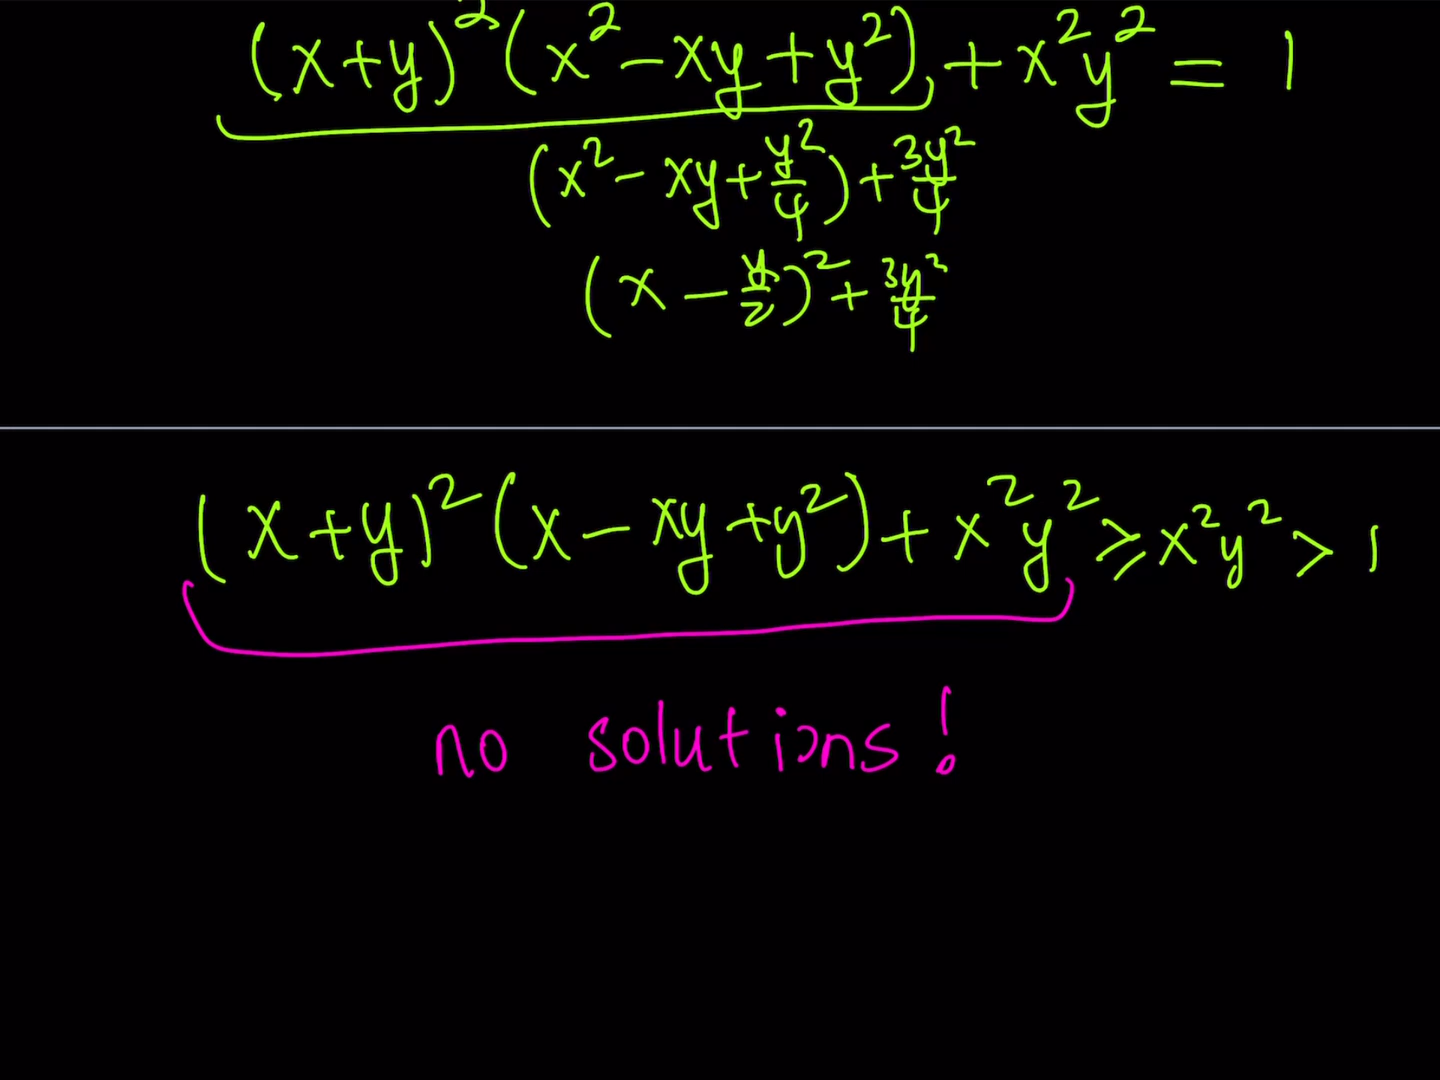 (x+y)²(x²-xy+y²)+x²y²=1
(x²-xy+y²/4)+3y²/4
(x-y/2)²+3y²/4
(x+y)²(x-xy+y²)+x²y²≥x²y²>1
no solutions!